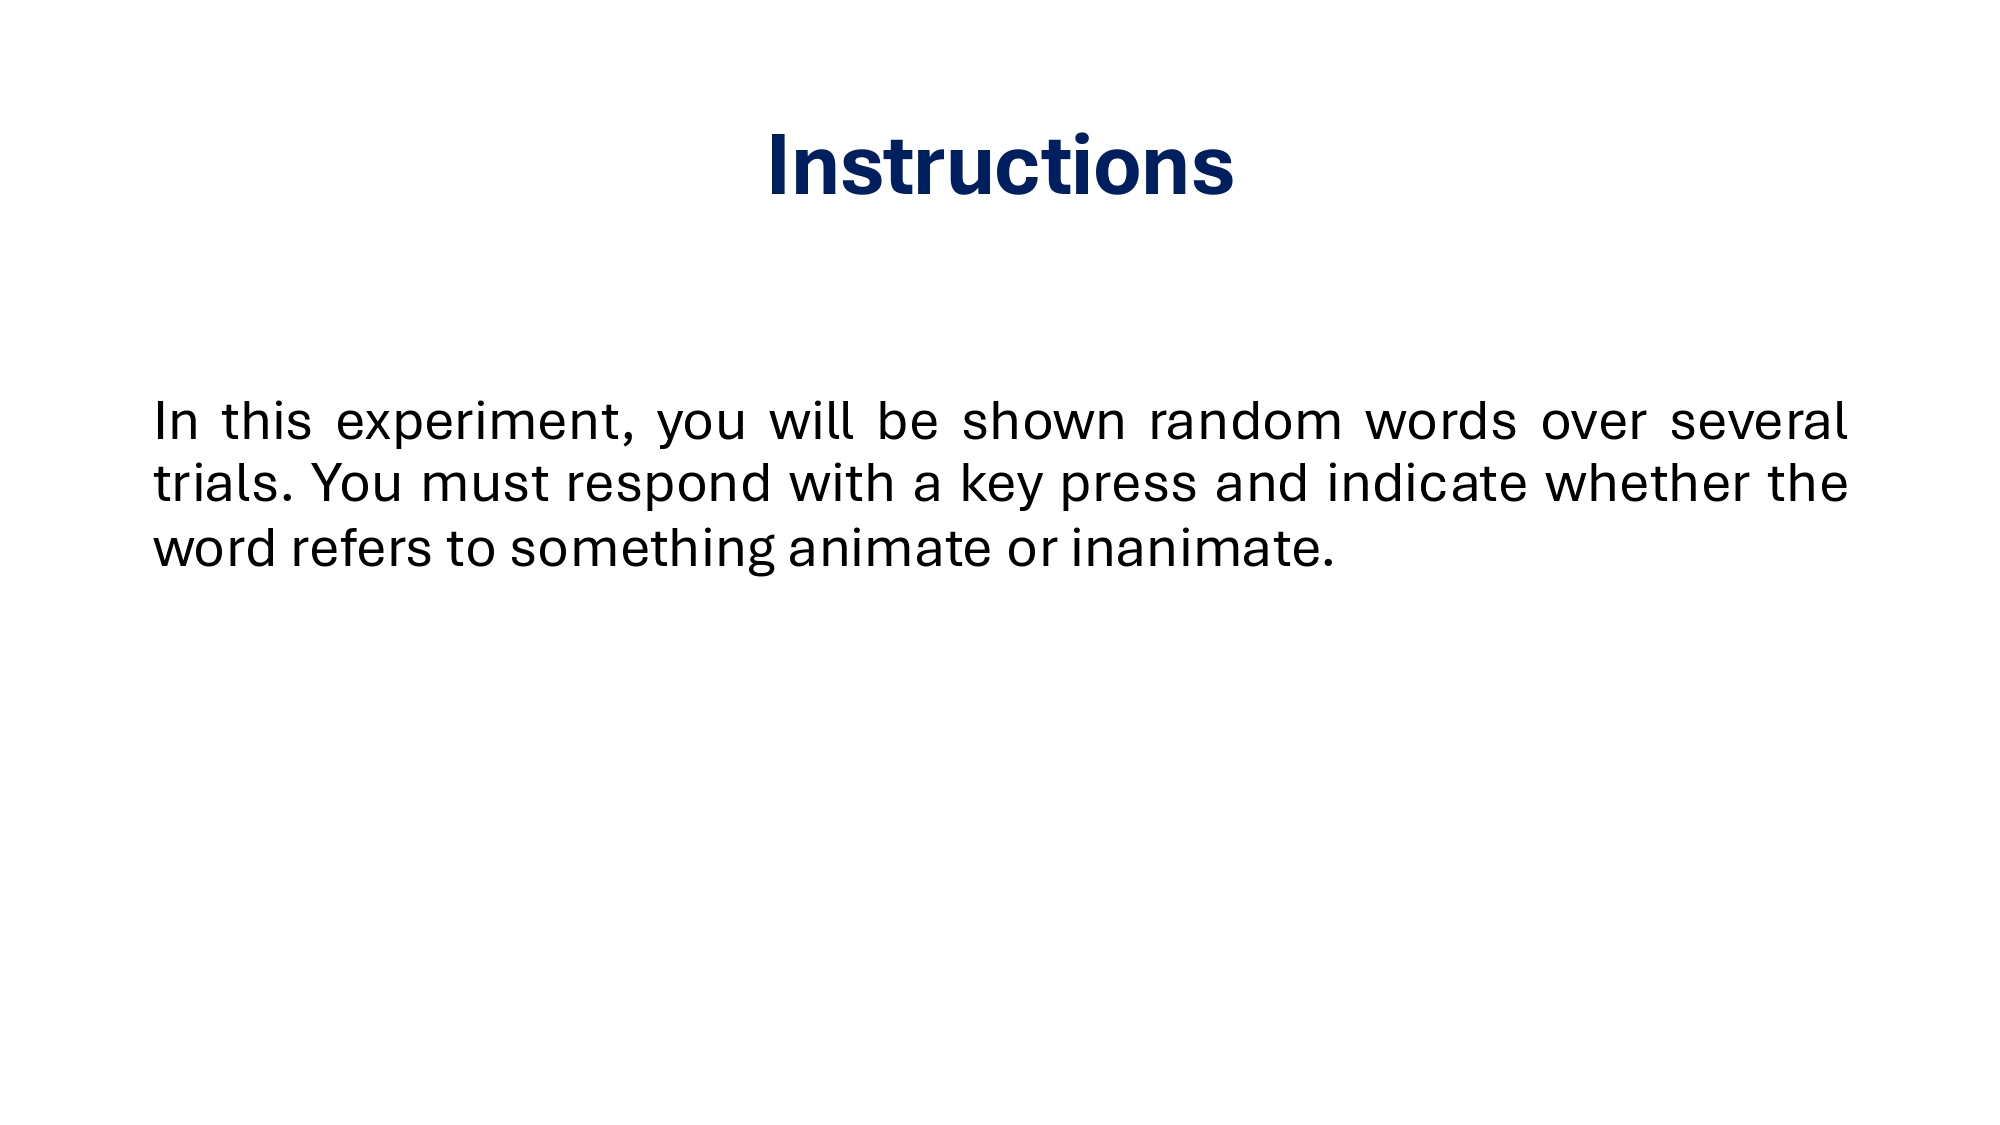 Instructions
In this experiment, you will be shown random words over several
trials. You must respond with a key press and indicate whether the
word refers to something animate or inanimate.